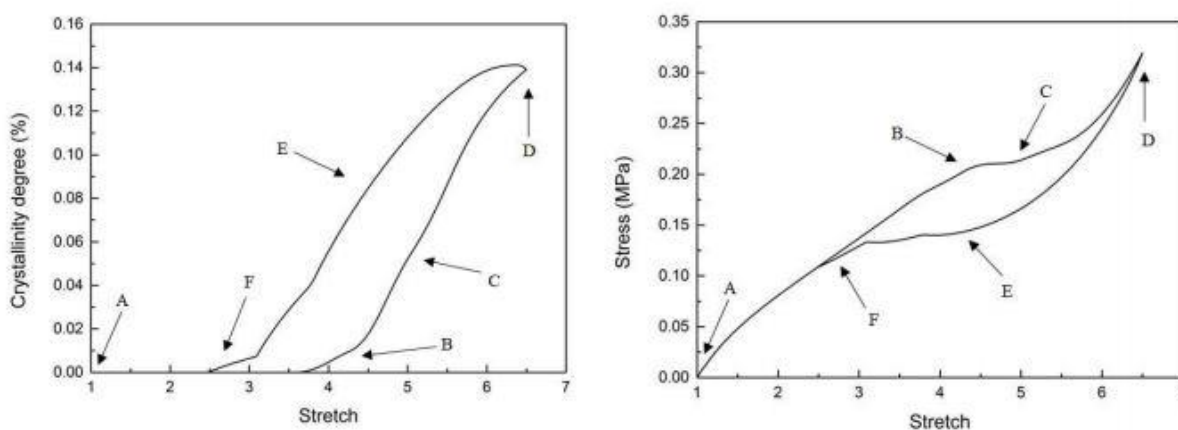 0.16
0.14
0.12
0.10
0.08
0.06
0.04
0.02
0.00
Crystallinity degree (%)
A
F
E
D
C
B
1 2 3 4 5 6 7
Stretch
0.35
0.30
0.25
0.20
0.15
0.10
0.05
0.00
Stress (MPa)
A
B
C
D
E
F
1 2 3 4 5 6
Stretch